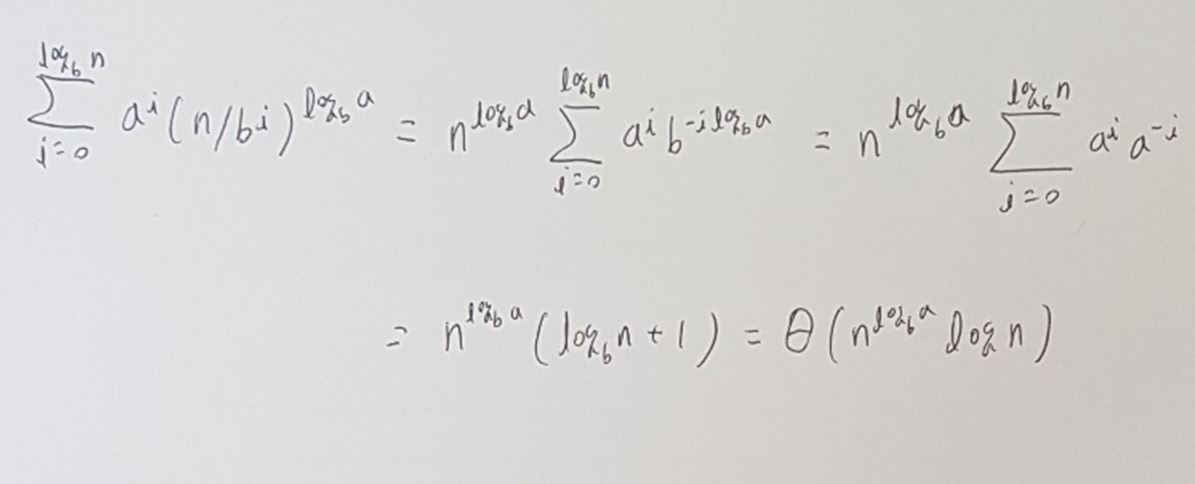 $\sum_{i=0}^{\log_b n} a^i (n/b^i)^{\log_b a} = n^{\log_b a} \sum_{i=0}^{\log_b n} a^i b^{-i \log_b a} = n^{\log_b a} \sum_{i=0}^{\log_b n} a^i a^{-i}$
$= n^{\log_b a} (\log_b n + 1) = \theta(n^{\log_b a} \log n)$